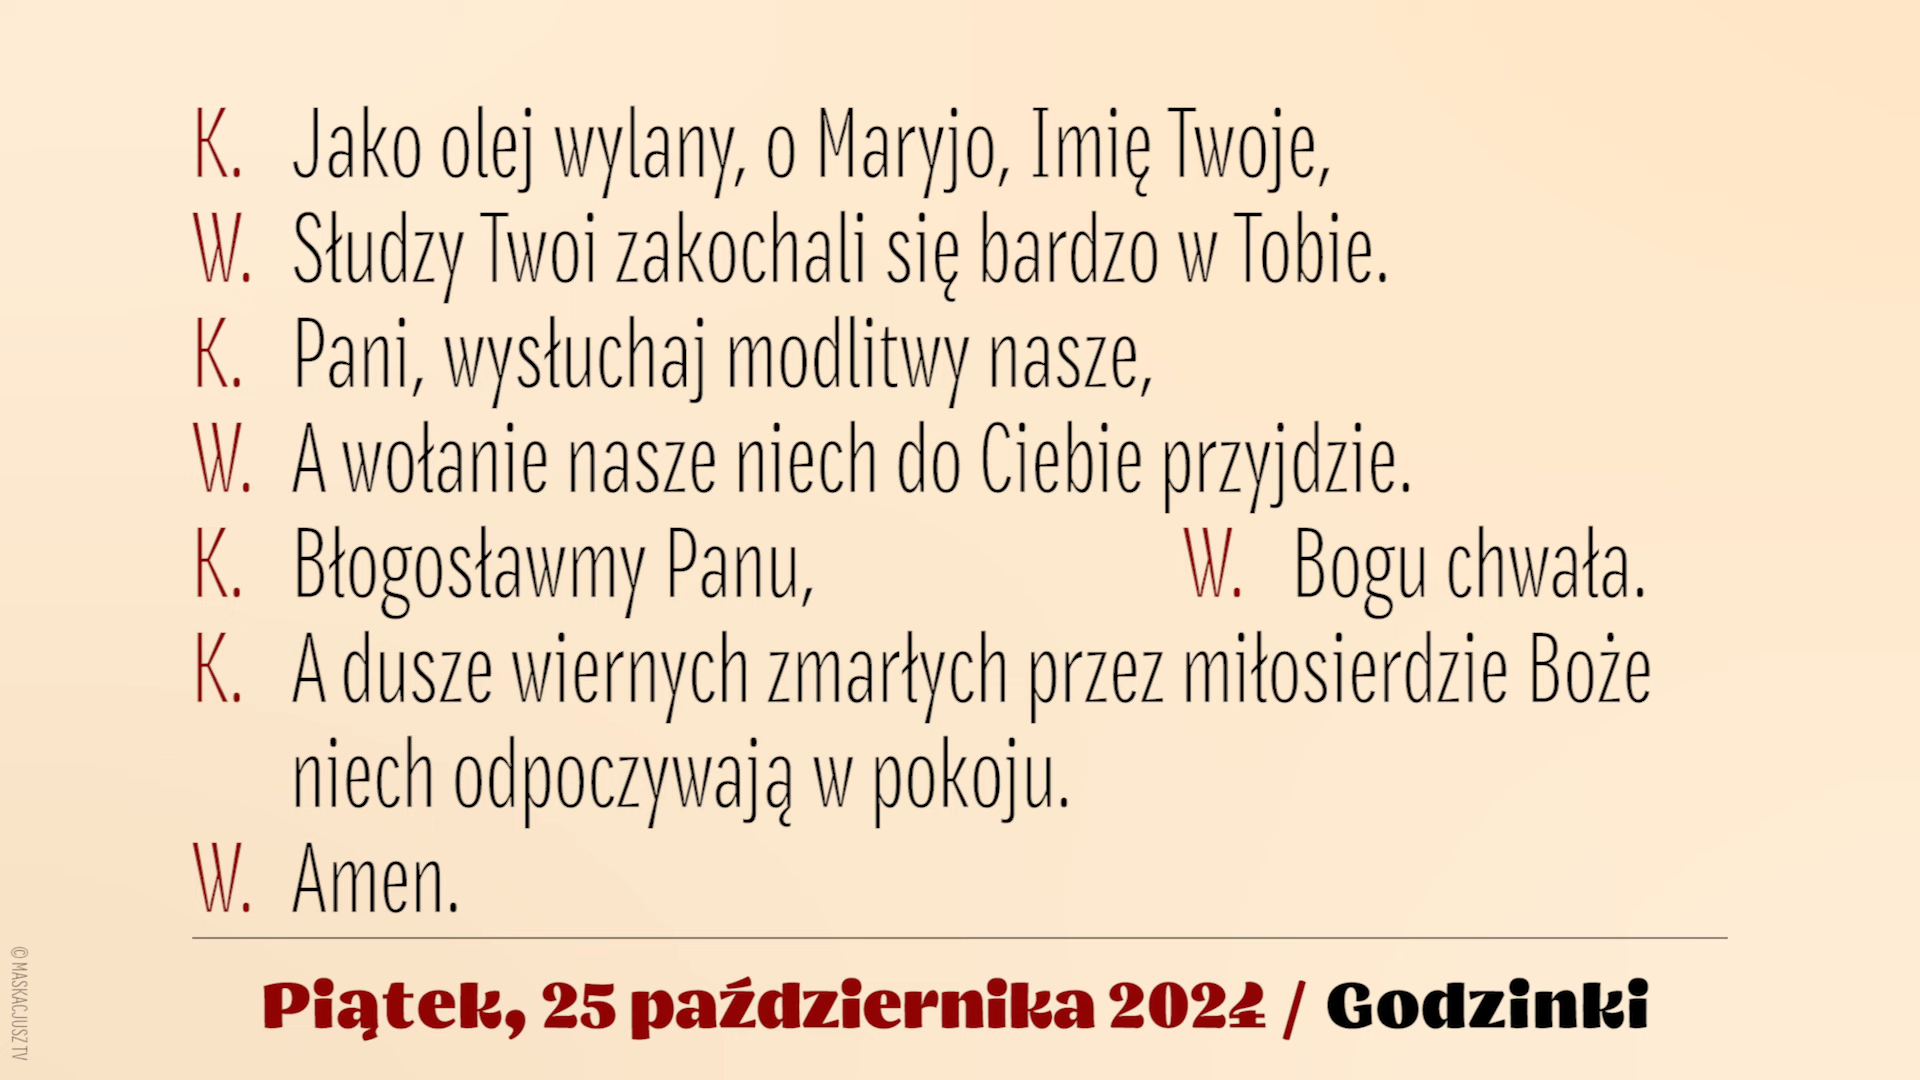 K. Jako olej wylany, o Maryjo, Imię Twoje,
W. Słudzy Twoi zakochali się bardzo w Tobie.
K. Pani, wysłuchaj modlitwy nasze,
W. A wołanie nasze niech do Ciebie przyjdzie.
K. Błogosławmy Panu, W. Bogu chwała.
K. A dusze wiernych zmarłych przez miłosierdzie Boże
niech odpoczywają w pokoju.
W. Amen.
Piątek, 25 października 2024 / Godzinki
© MASKACJUSZ TV